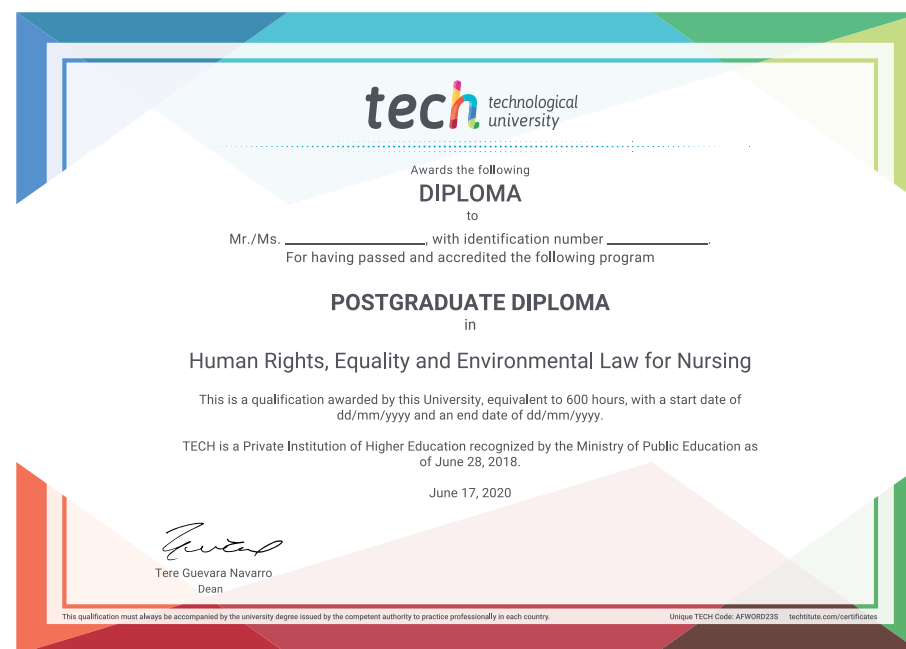 tech technological
university
Awards the following
DIPLOMA
to
Mr./Ms. ____________, with identification number ____________.
For having passed and accredited the following program
POSTGRADUATE DIPLOMA
in
Human Rights, Equality and Environmental Law for Nursing
This is a qualification awarded by this University, equivalent to 600 hours, with a start date of
dd/mm/yyyy and an end date of dd/mm/yyyy.
TECH is a Private Institution of Higher Education recognized by the Ministry of Public Education as
of June 28, 2018.
June 17, 2020
Tere Guevara Navarro
Dean
This qualification must always be accompanied by the university degree issued by the competent authority to practice professionally in each country.
Unique TECH Code: AFWORD23S techtitute.com/certificates